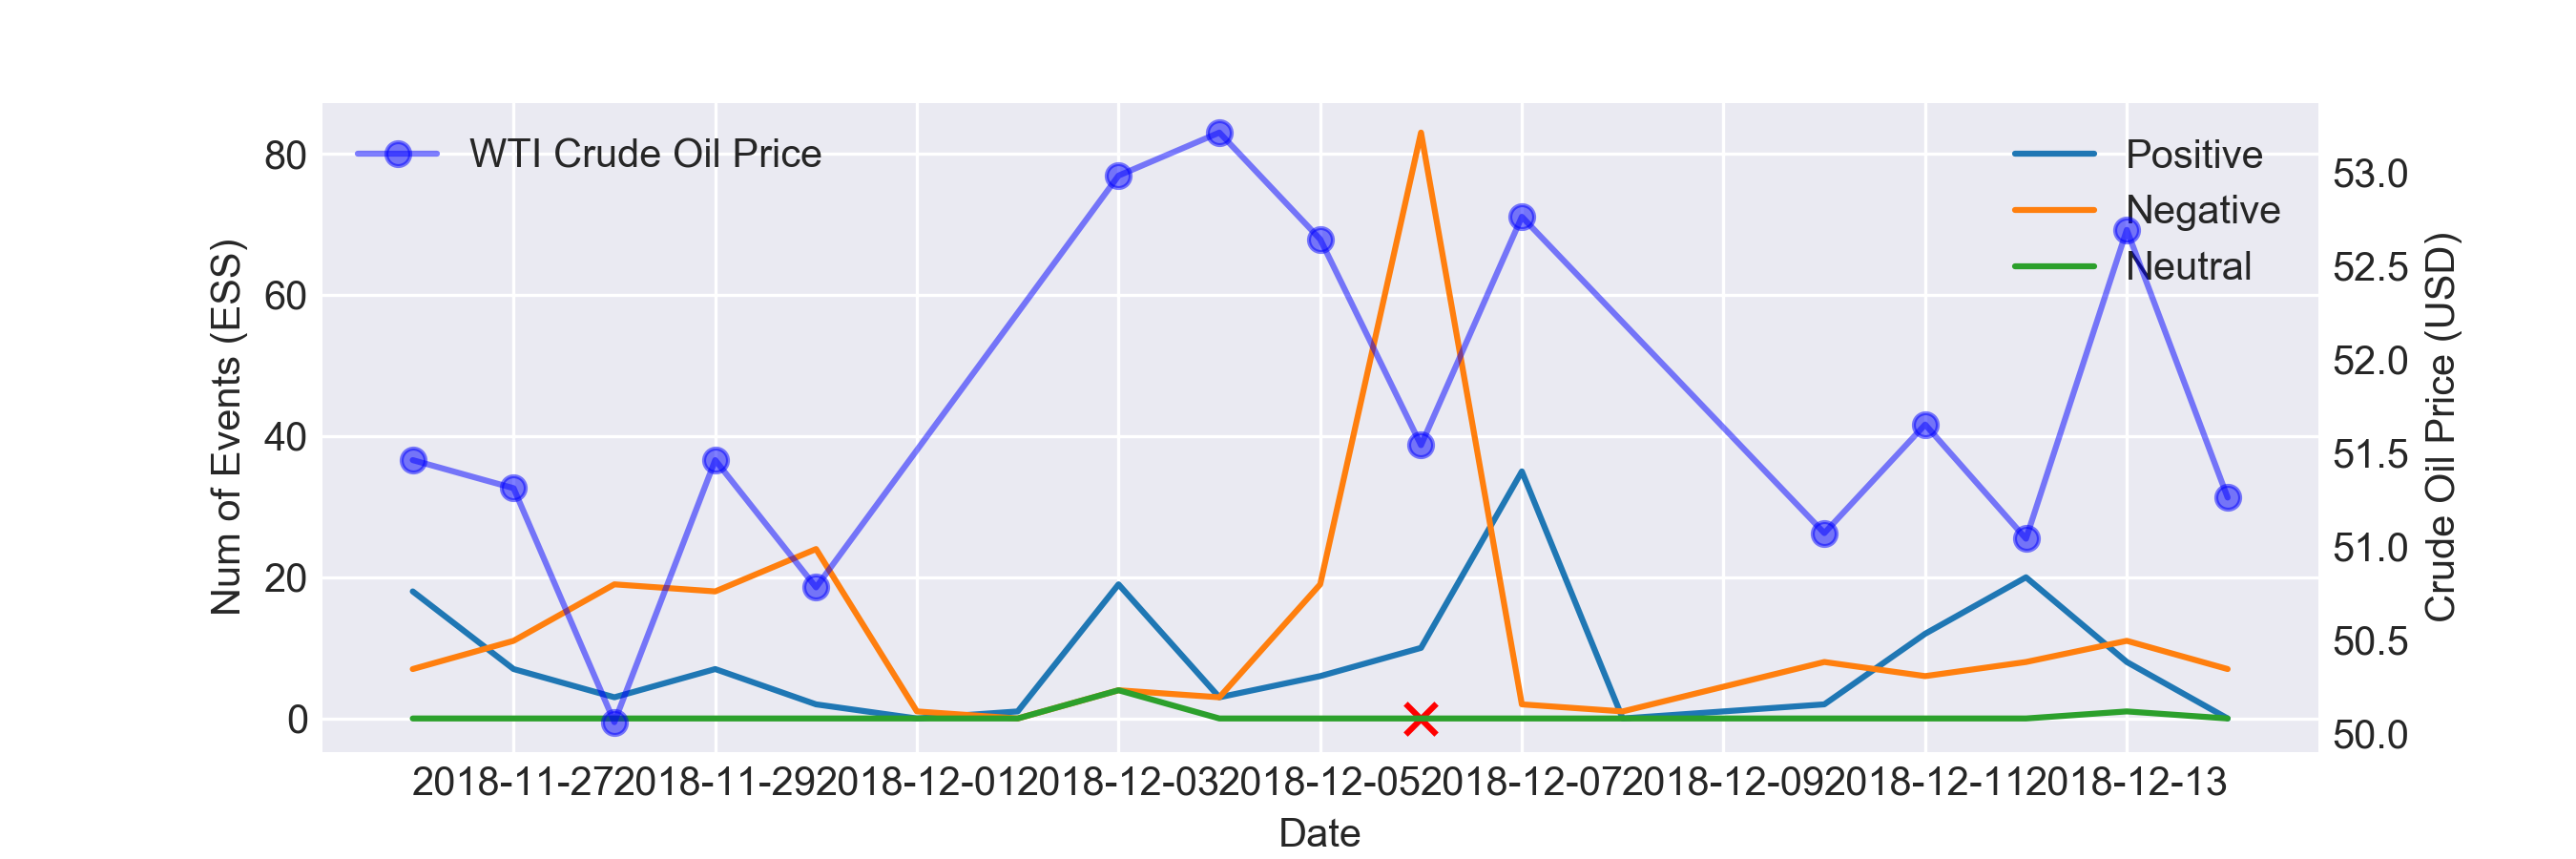 WTI Crude Oil Price
Positive
Negative
Neutral
Num of Events (ESS)
80
60
40
20
0
53.0
52.5
52.0
51.5
51.0
50.5
50.0
Crude Oil Price (USD)
2018-11-27 2018-11-29 2018-12-01 2018-12-03 2018-12-05 2018-12-07 2018-12-09 2018-12-11 2018-12-13
Date